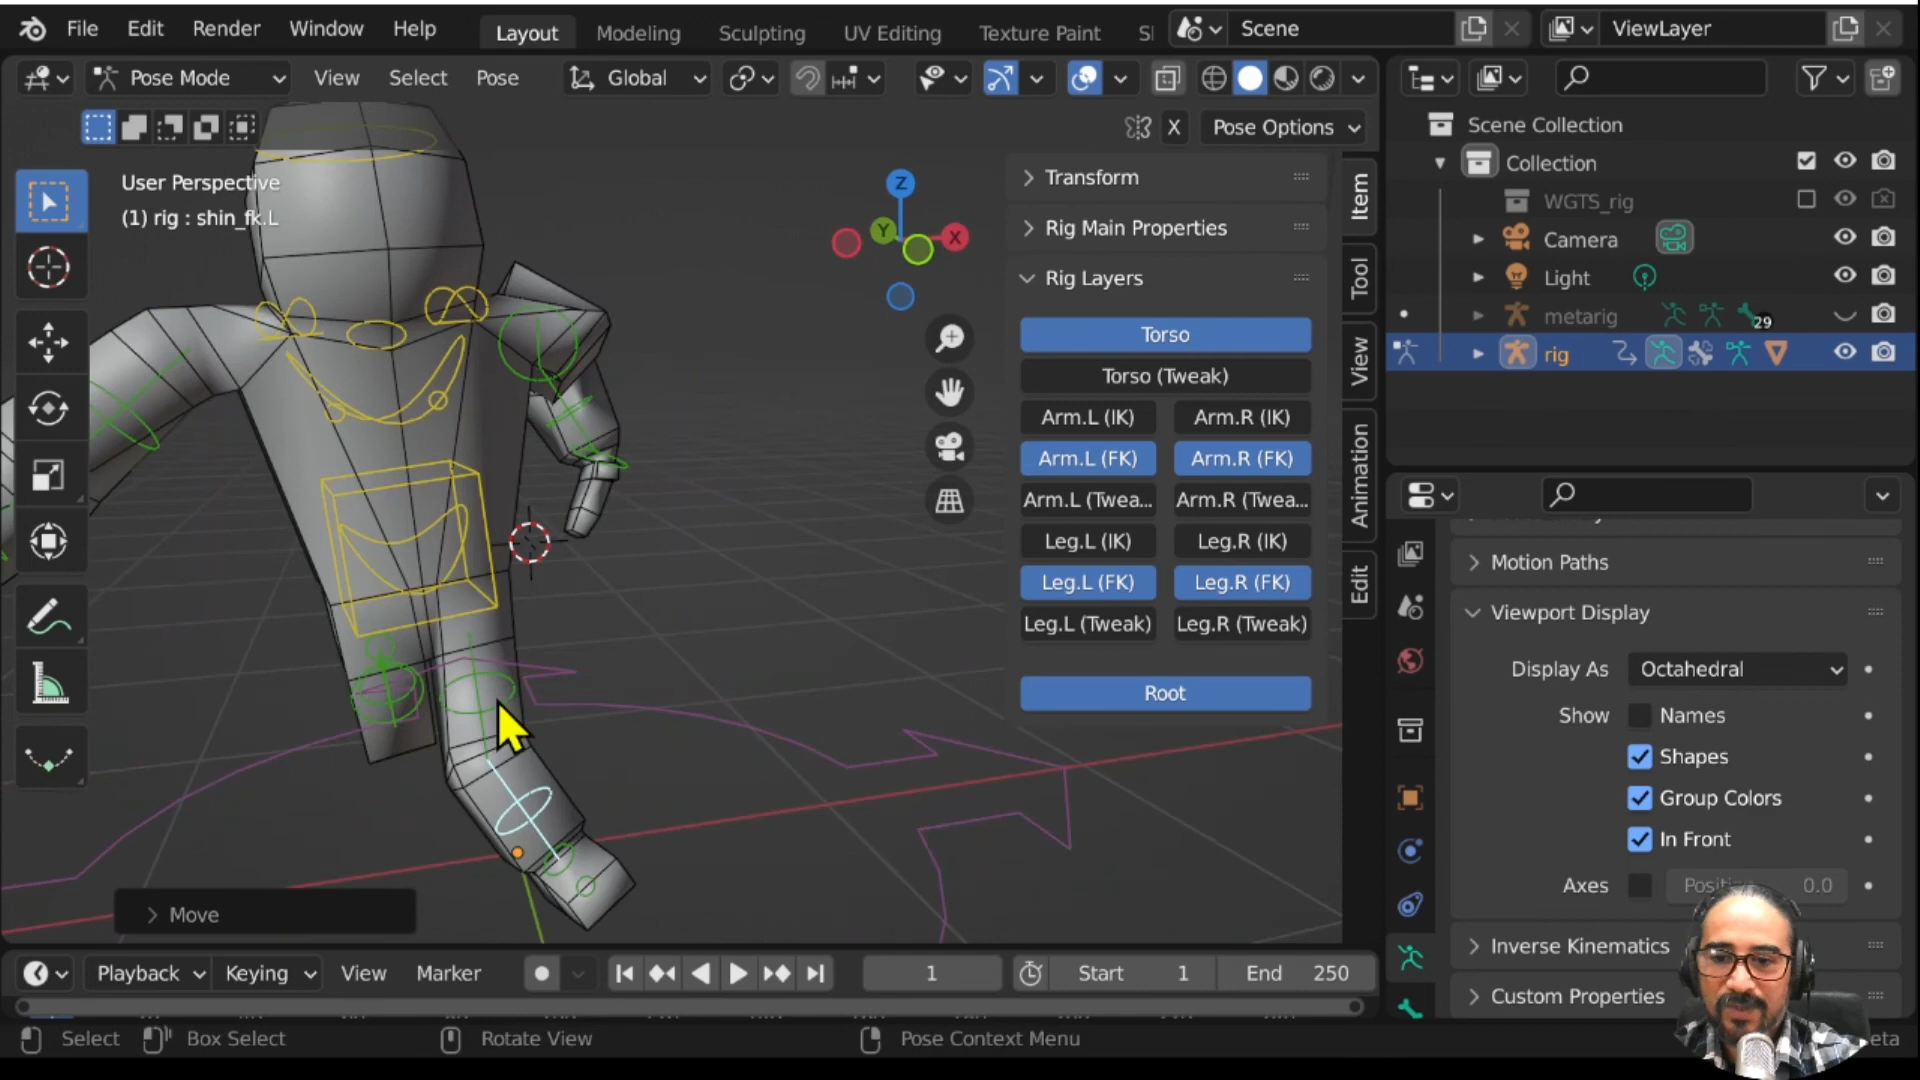 File Edit Render Window Help Layout Modeling Sculpting UV Editing Texture Paint Scene ViewLayer
Pose Mode View Select Pose Global
X Pose Options
User Perspective
(1) rig : shin_fk.L
Z
Y
X
Transform
Rig Main Properties
Rig Layers
Torso
Torso (Tweak)
Arm.L (IK) Arm.R (IK)
Arm.L (FK) Arm.R (FK)
Arm.L (Twea... Arm.R (Twea...
Leg.L (IK) Leg.R (IK)
Leg.L (FK) Leg.R (FK)
Leg.L (Tweak) Leg.R (Tweak)
Root
Item
Tool
View
Animation
Edit
Scene Collection
Collection
WGTS_rig
Camera
Light
metarig 29
rig
Motion Paths
Viewport Display
Display As Octahedral
Show Names
Shapes
Group Colors
In Front
Axes 0.0
Inverse Kinematics
Custom Properties
Move
Playback Keying View Marker 1 Start 1 End 250
Select Box Select Rotate View Pose Context Menu